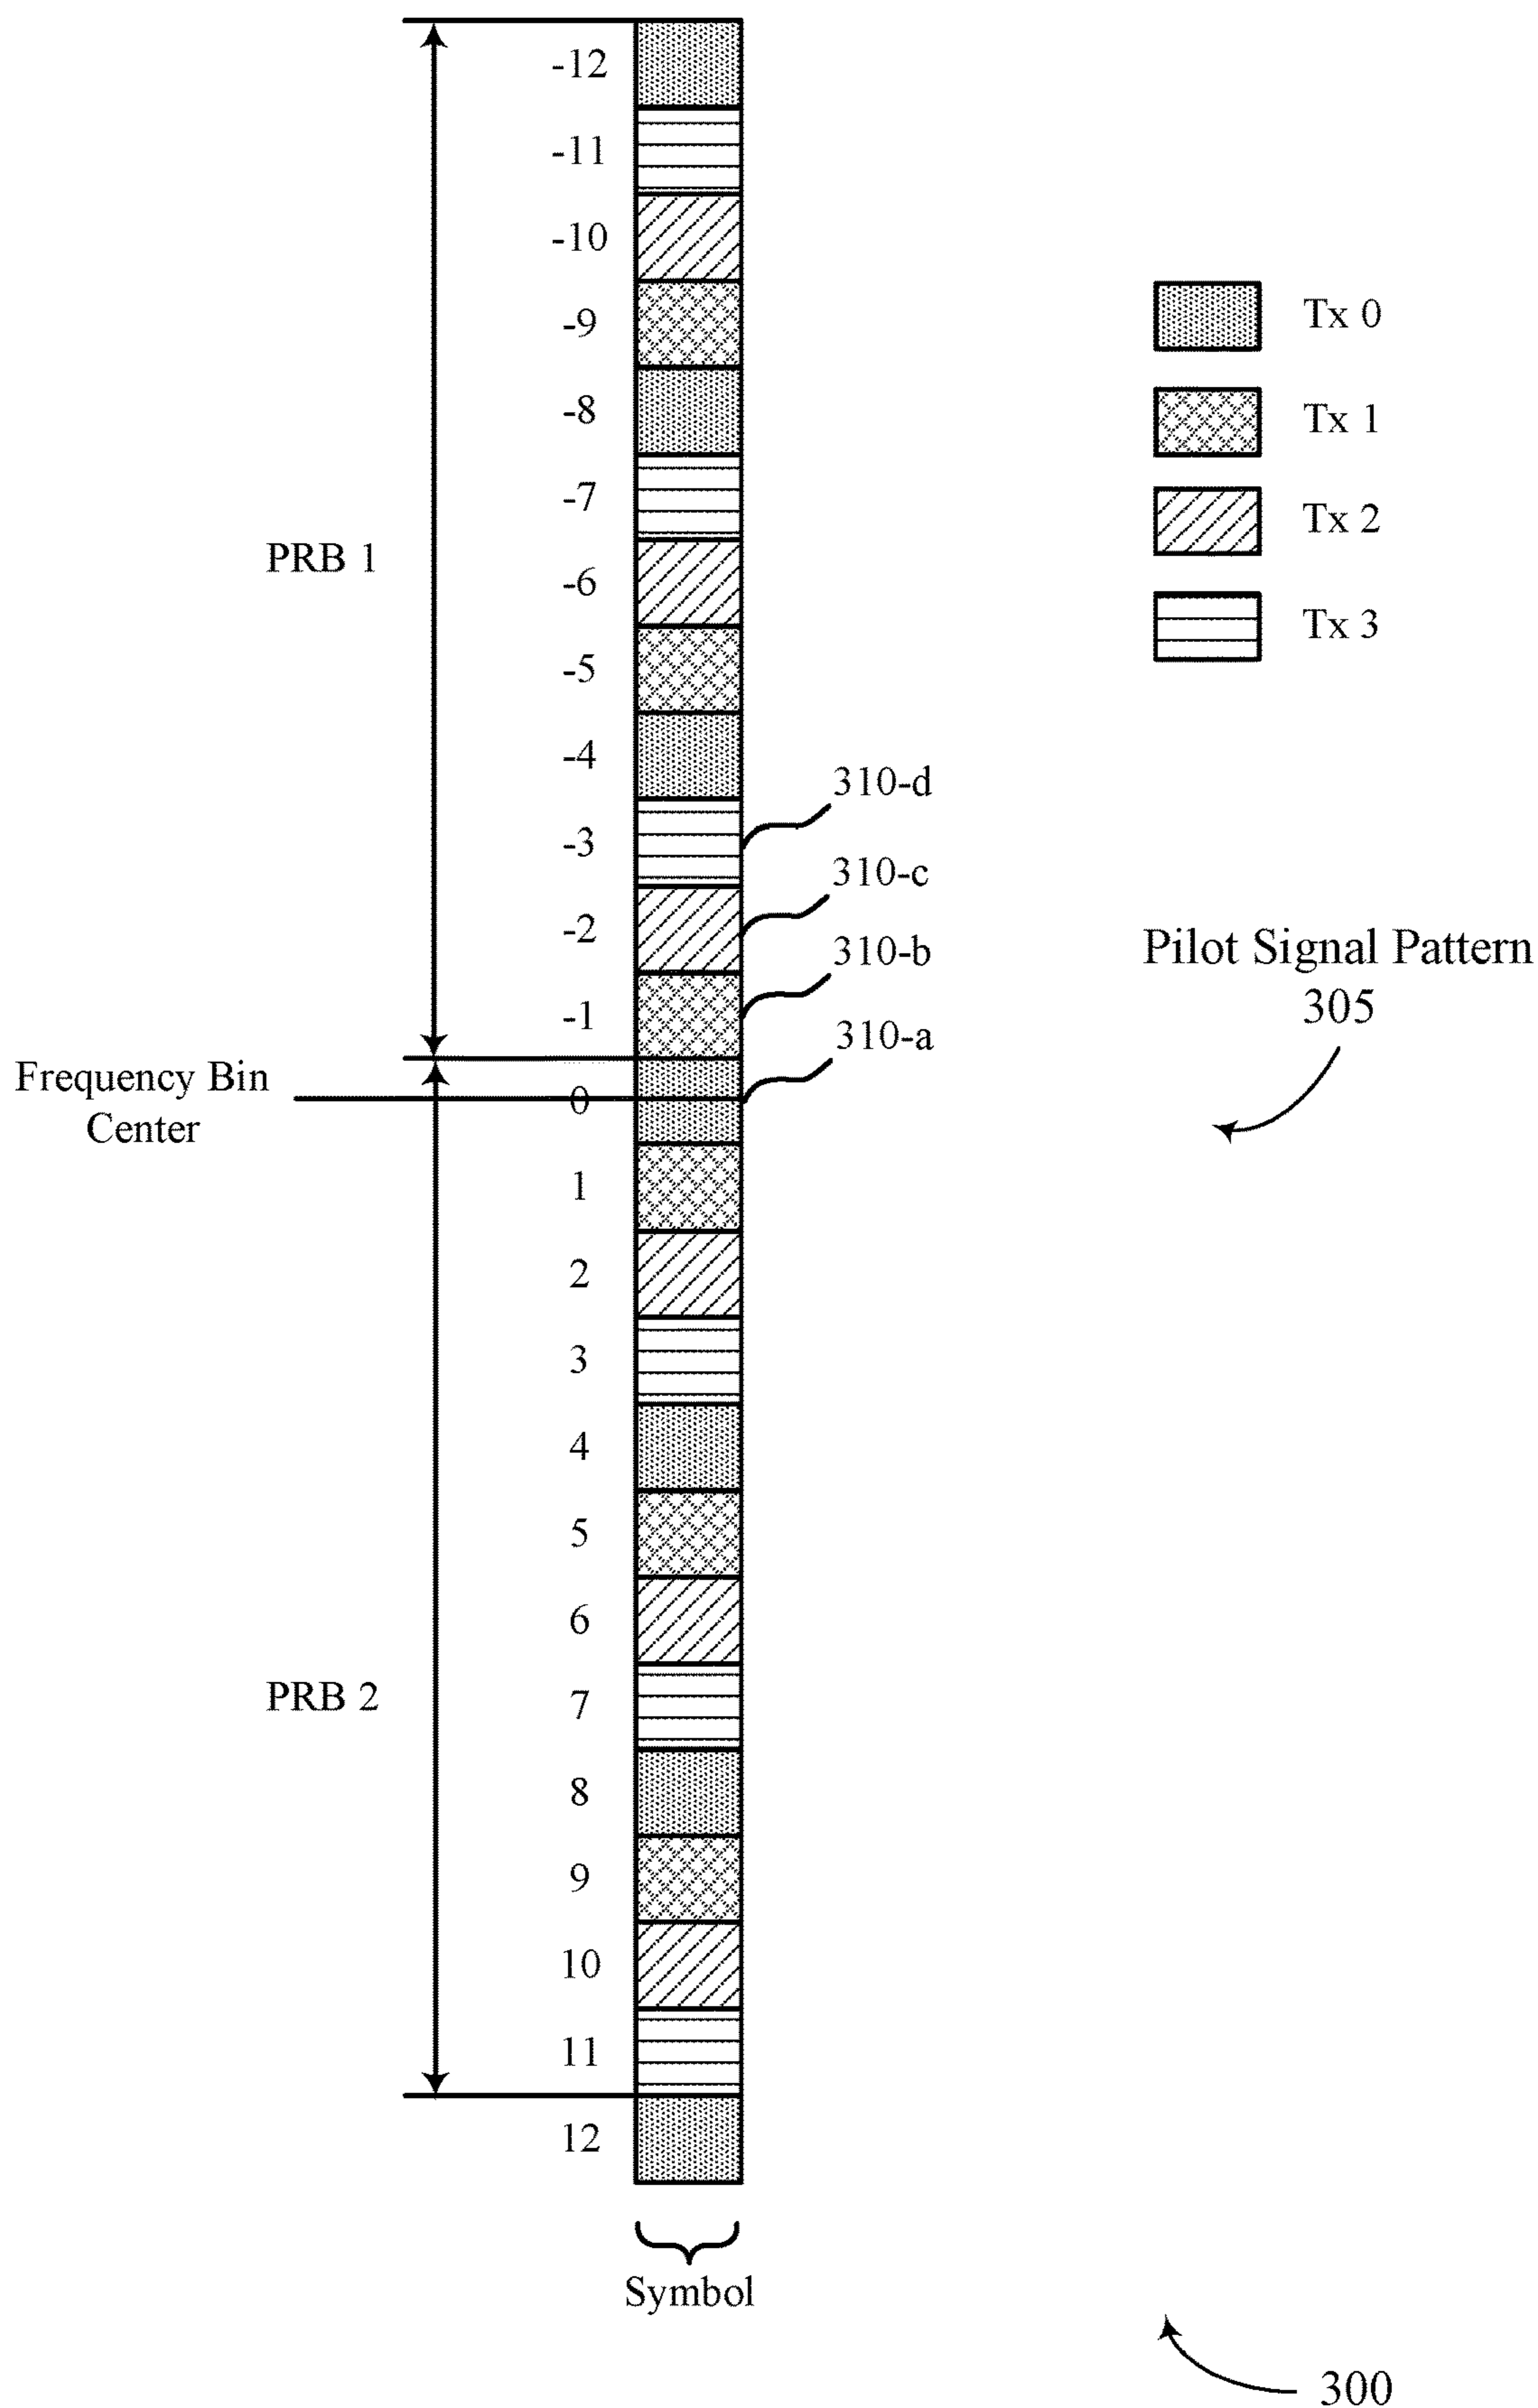 -12
-11
-10
-9
-8
-7
PRB 1
-6
-5
-4
-3
-2
-1
Frequency Bin
Center
0
1
2
3
4
5
6
PRB 2
7
8
9
10
11
12
Symbol
Tx 0
Tx 1
Tx 2
Tx 3
310-d
310-c
310-b
310-a
Pilot Signal Pattern
305
300